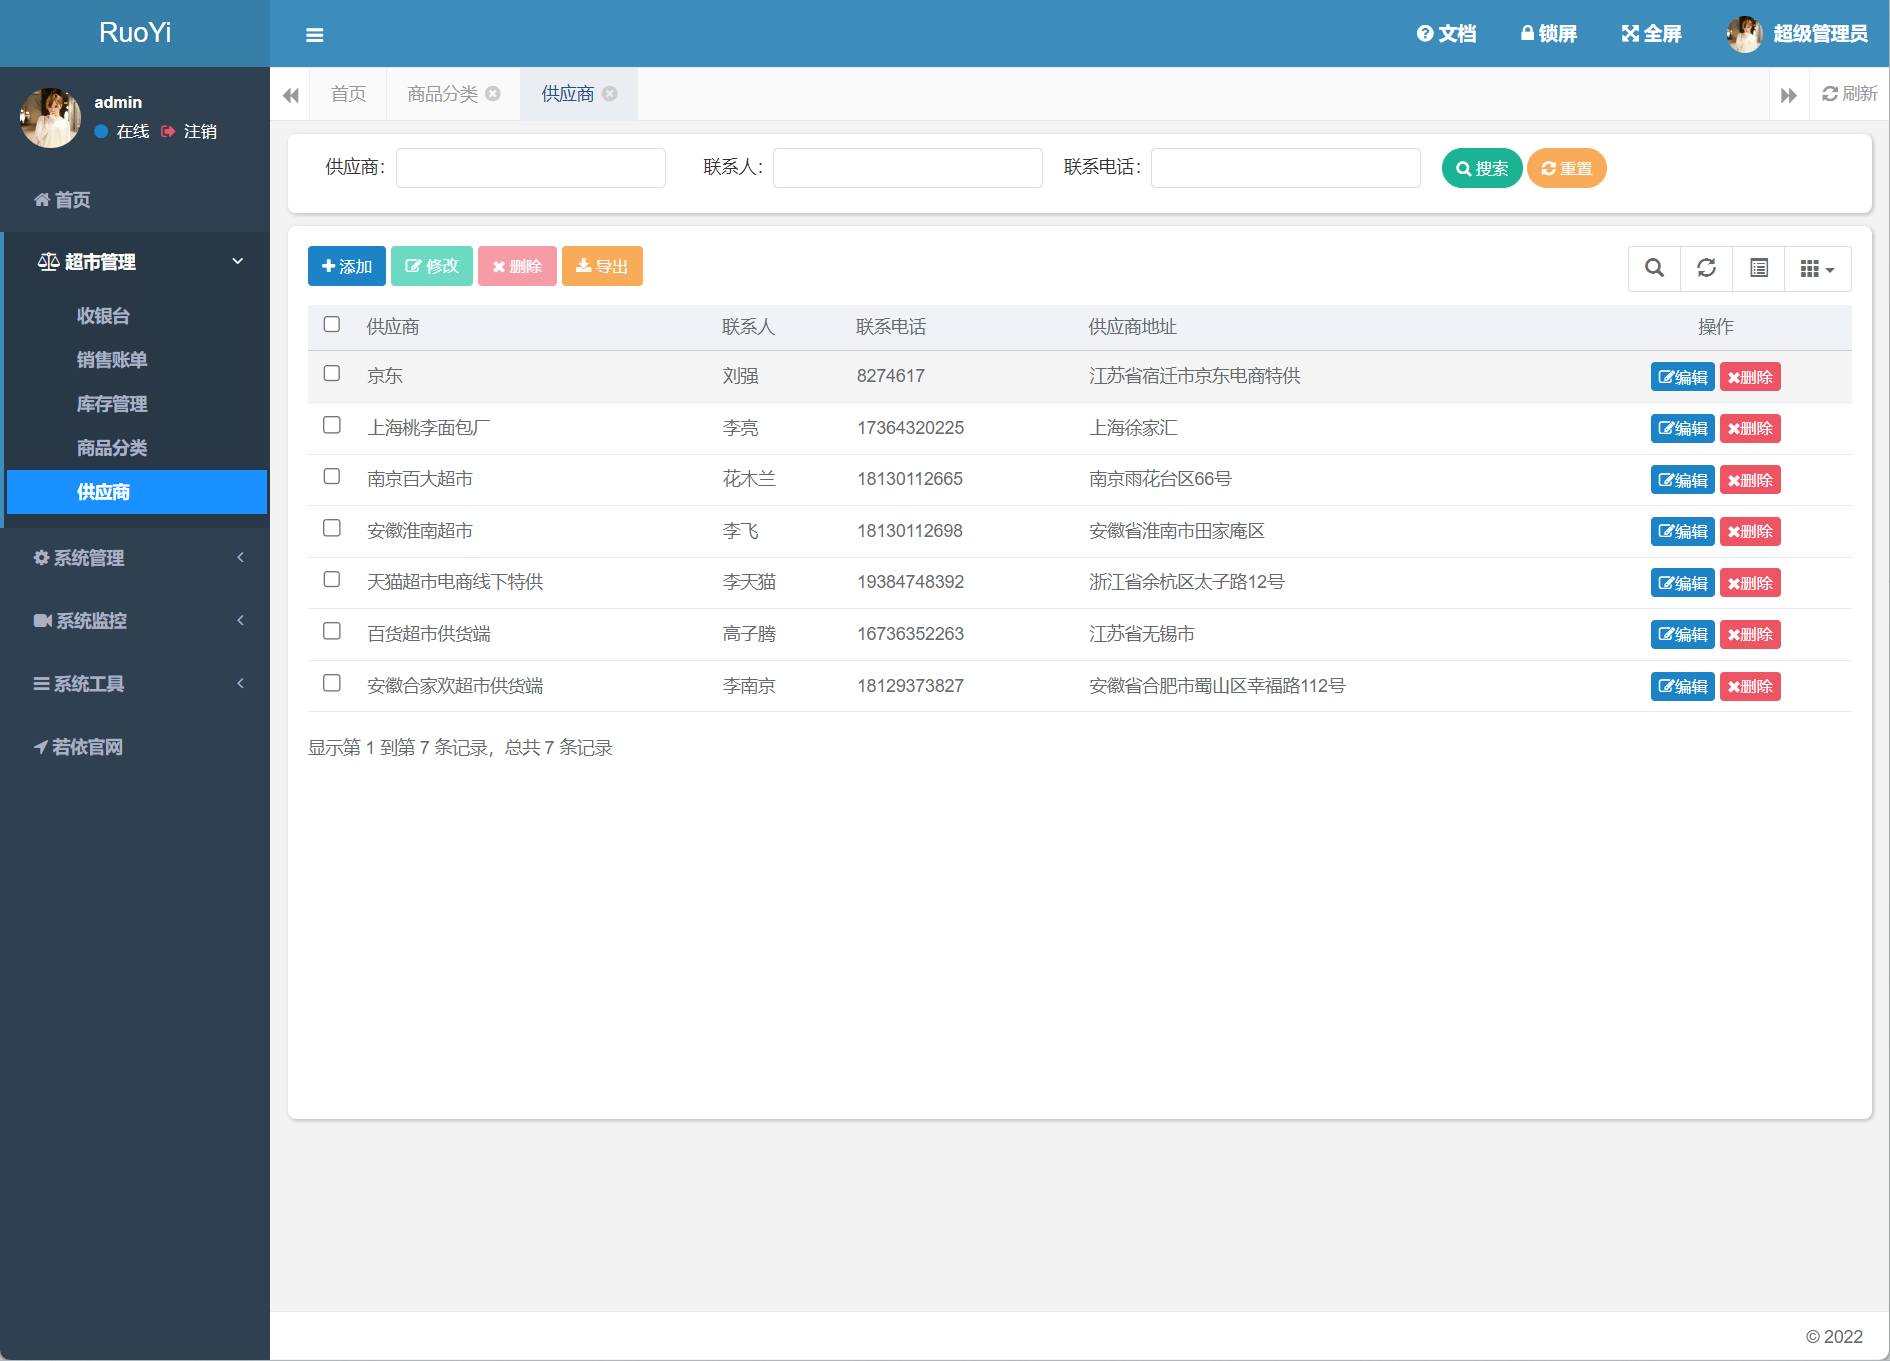 RuoYi
文档 锁屏 全屏 超级管理员
admin
在线 注销
首页
超市管理
收银台
销售账单
库存管理
商品分类
供应商
系统管理
系统监控
系统工具
若依官网
首页 商品分类 供应商 刷新
供应商： 联系人： 联系电话： 搜索 重置
添加 修改 删除 导出
供应商 联系人 联系电话 供应商地址 操作
京东 刘强 8274617 江苏省宿迁市京东电商特供 编辑 删除
上海桃李面包厂 李亮 17364320225 上海徐家汇 编辑 删除
南京百大超市 花木兰 18130112665 南京雨花台区66号 编辑 删除
安徽淮南超市 李飞 18130112698 安徽省淮南市田家庵区 编辑 删除
天猫超市电商线下特供 李天猫 19384748392 浙江省余杭区太子路12号 编辑 删除
百货超市供货端 高子腾 16736352263 江苏省无锡市 编辑 删除
安徽合家欢超市供货端 李南京 18129373827 安徽省合肥市蜀山区幸福路112号 编辑 删除
显示第 1 到第 7 条记录，总共 7 条记录
© 2022